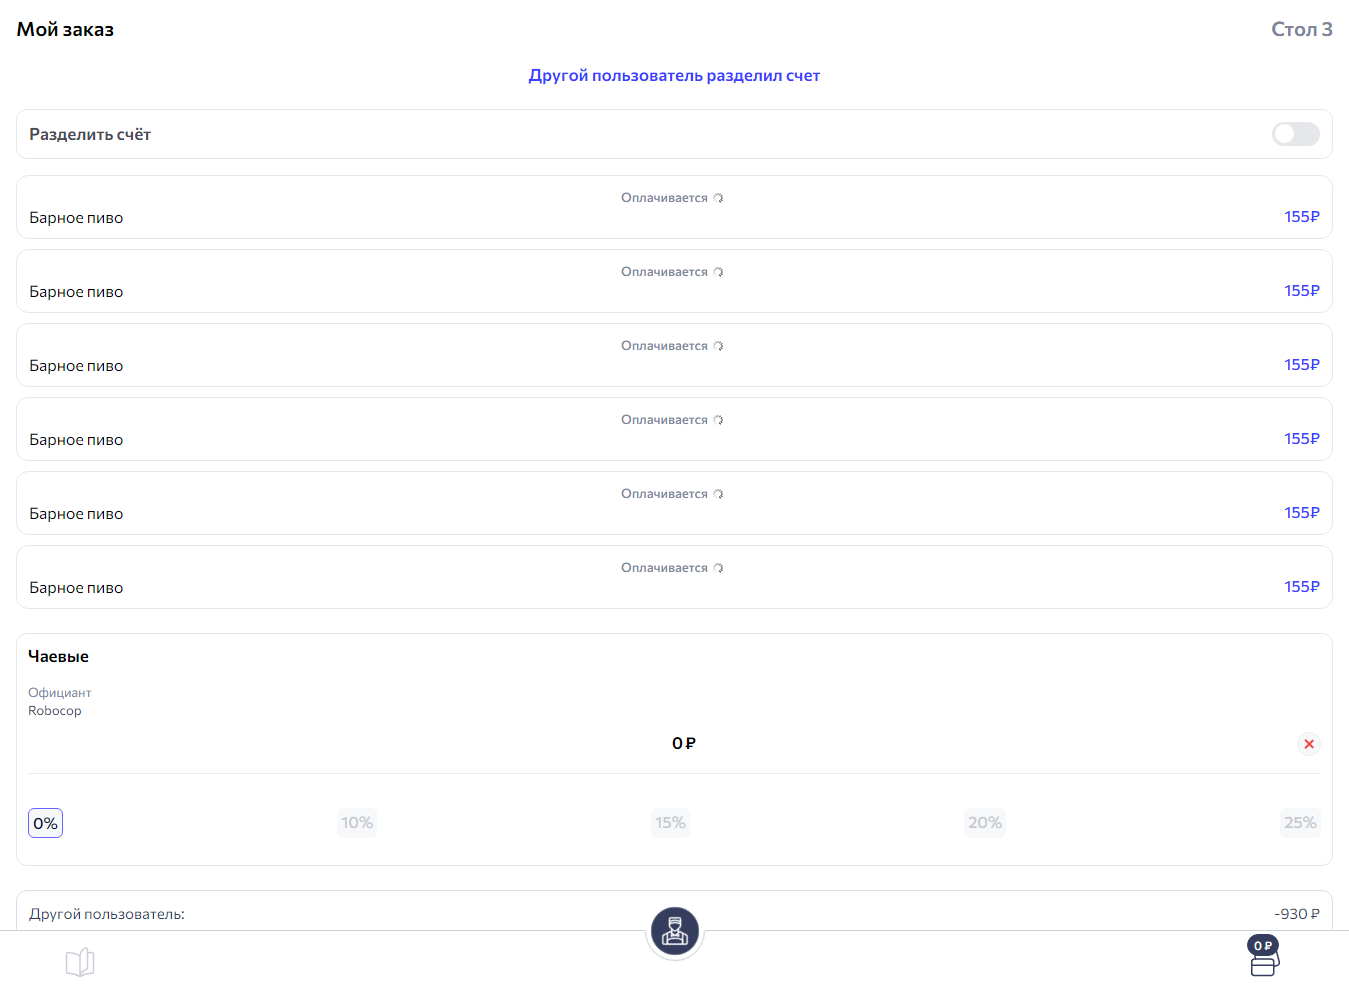 Мой заказ
Стол 3
Другой пользователь разделил счет
Разделить счёт
Оплачивается
Барное пиво
155₽
Оплачивается
Барное пиво
155₽
Оплачивается
Барное пиво
155₽
Оплачивается
Барное пиво
155₽
Оплачивается
Барное пиво
155₽
Оплачивается
Барное пиво
155₽
Чаевые
Официант
Robocop
0 ₽
0%
10%
15%
20%
25%
Другой пользователь:
-930 ₽
0 ₽